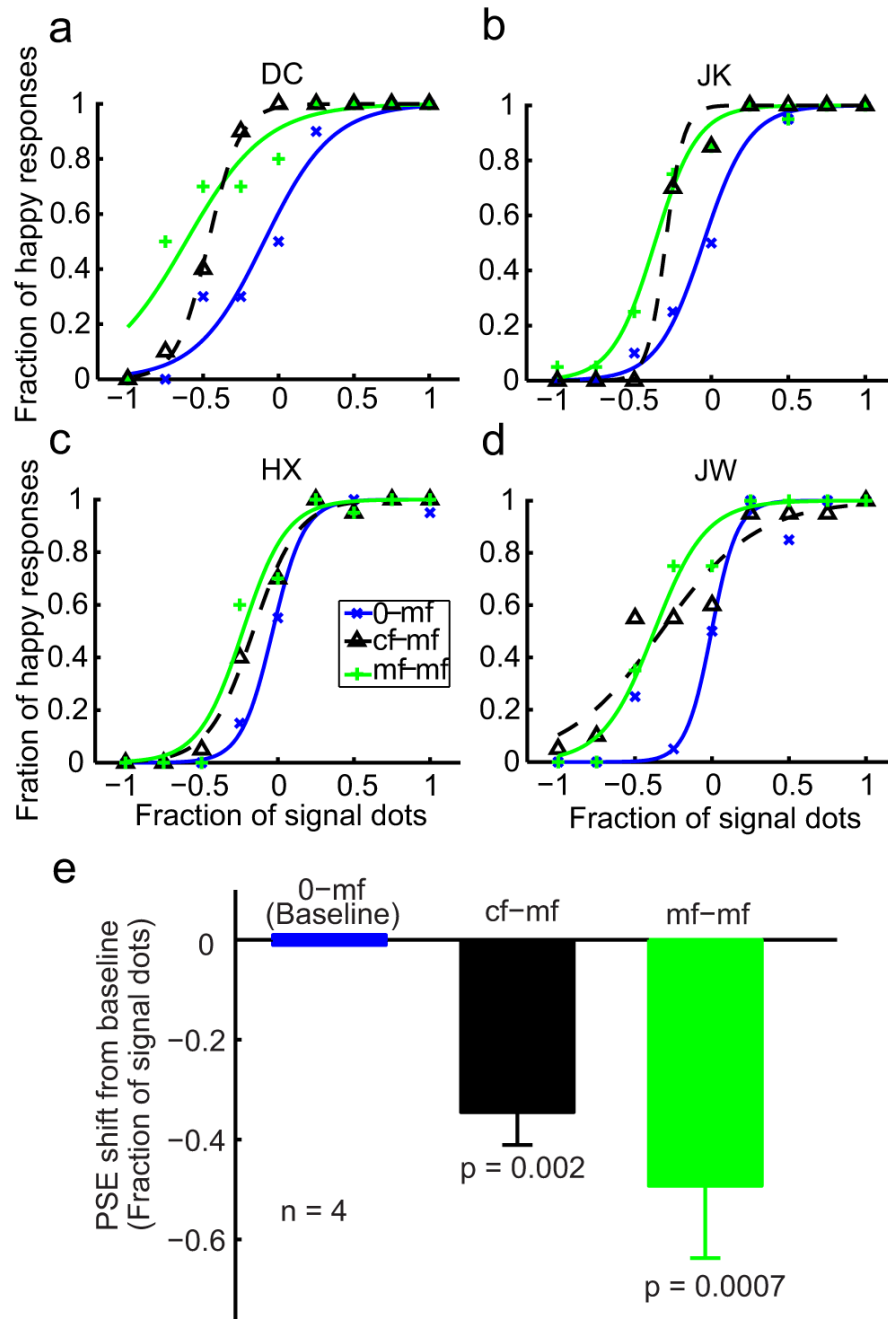 a
DC
b
JK
Fraction of happy responses
1
0.8
0.6
0.4
0.2
0
−1
−0.5
0
0.5
1
1
0.8
0.6
0.4
0.2
0
−1
−0.5
0
0.5
1
c
HX
d
JW
Fration of happy responses
1
0.8
0.6
0.4
0.2
0
−1
−0.5
0
0.5
1
Fraction of signal dots
0−mf
cf−mf
mf−mf
1
0.8
0.6
0.4
0.2
0
−1
−0.5
0
0.5
1
Fraction of signal dots
e
PSE shift from baseline
(Fraction of signal dots)
0
−0.2
−0.4
−0.6
0−mf
(Baseline)
cf−mf
mf−mf
p = 0.002
n = 4
p = 0.0007